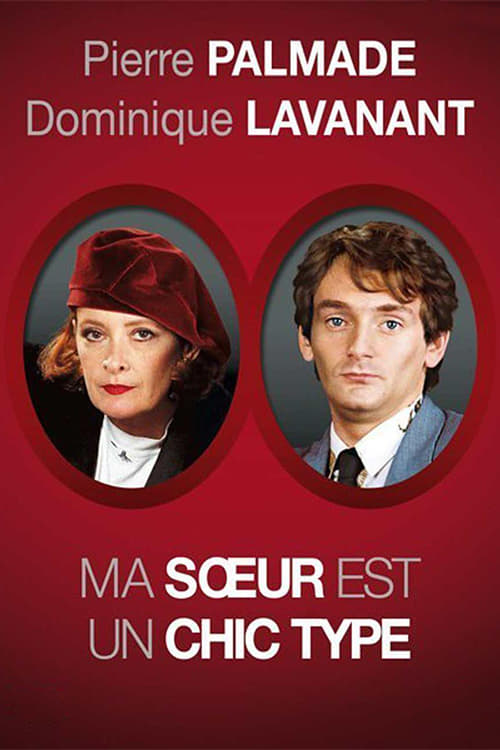 Pierre PALMADE
Dominique LAVANANT
MA SŒUR EST
UN CHIC TYPE